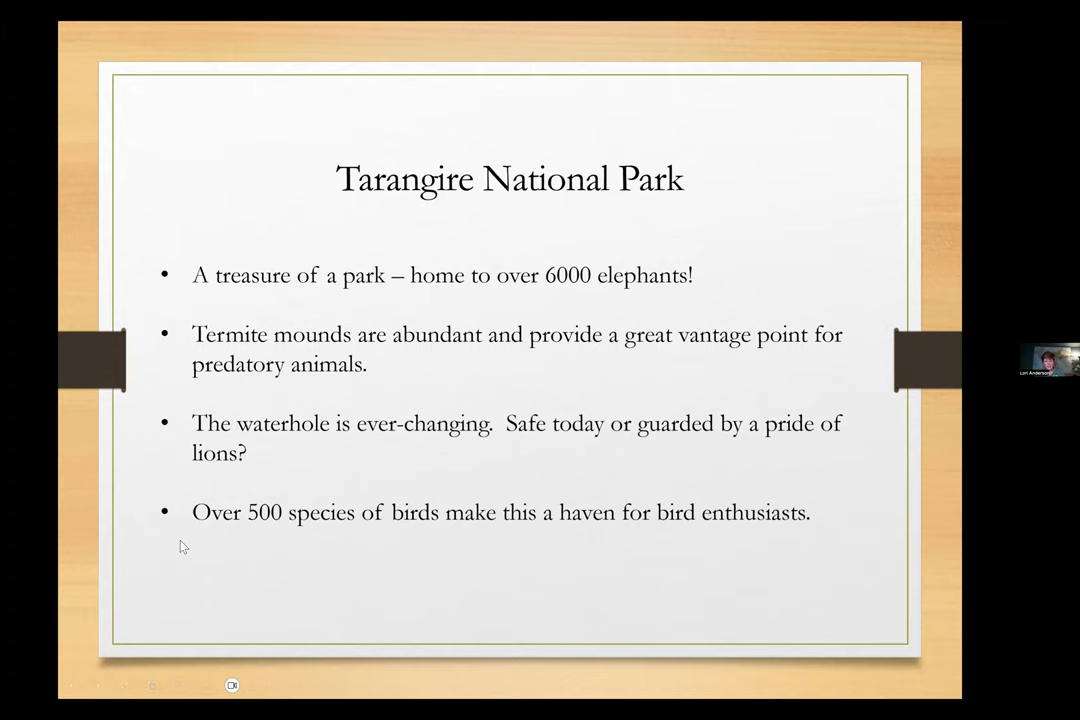 Tarangire National Park
• A treasure of a park – home to over 6000 elephants!
• Termite mounds are abundant and provide a great vantage point for
predatory animals.
• The waterhole is ever-changing.  Safe today or guarded by a pride of
lions?
• Over 500 species of birds make this a haven for bird enthusiasts.
Lori Anderson